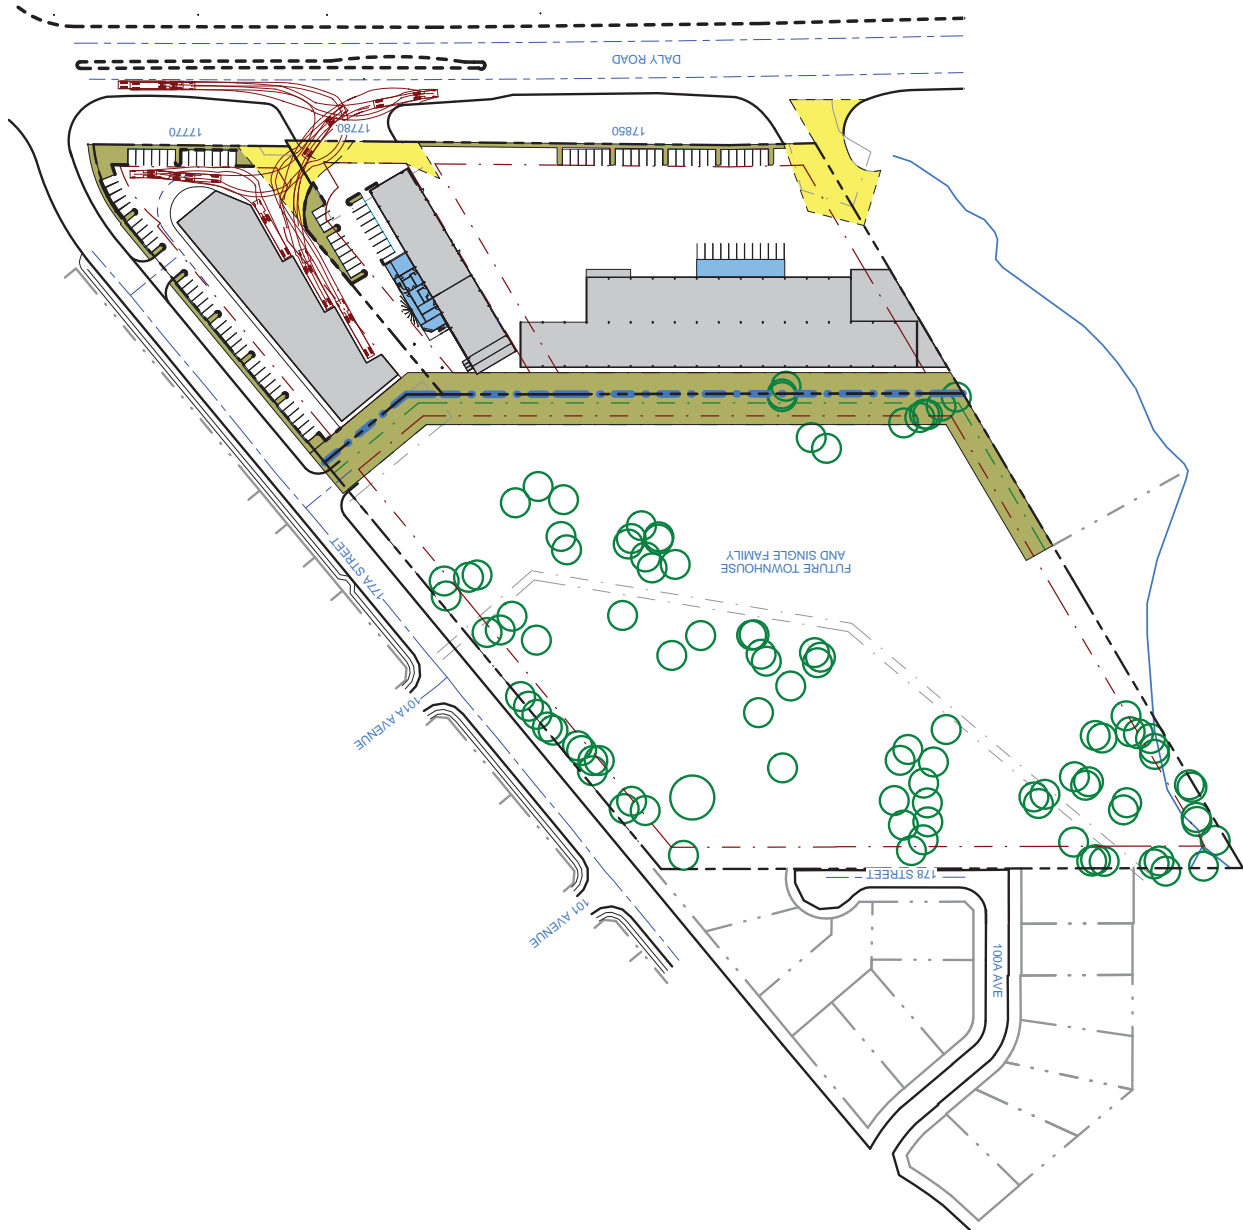 DALY ROAD
17770
17780
17850
FUTURE TOWNHOUSE
AND SINGLE FAMILY
177A STREET
101A AVENUE
101 AVENUE
178 STREET
100A AVE